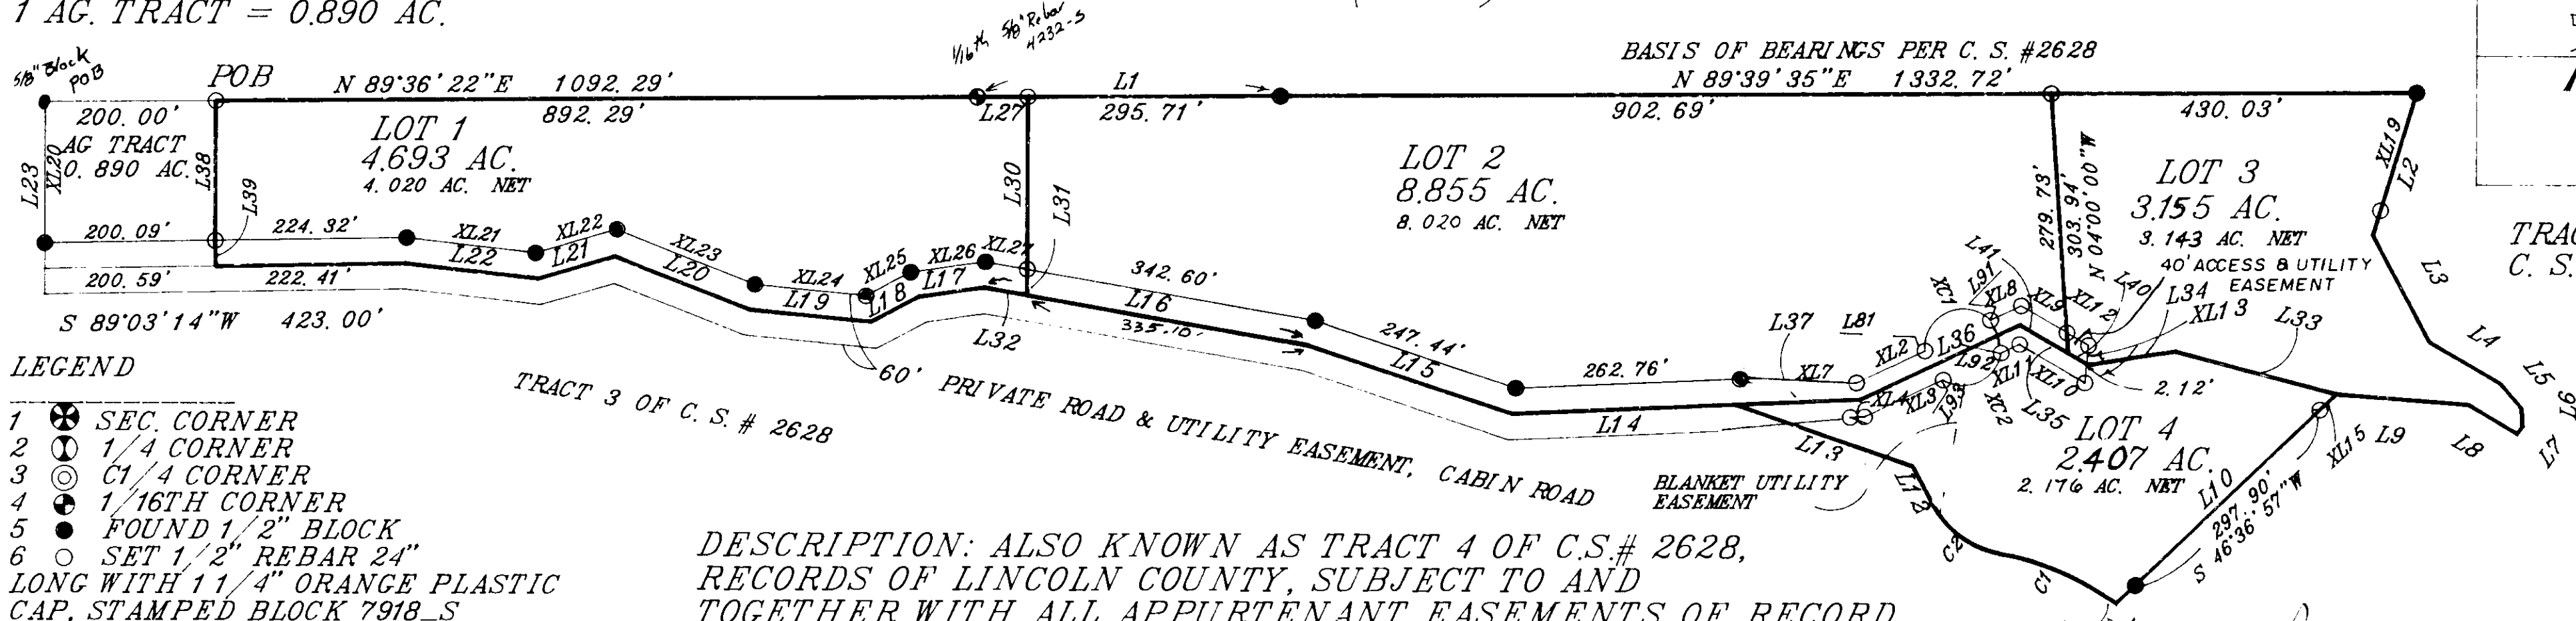 1 AG. TRACT = 0.890 AC.
5/8" Block
POB
POB
N 89°36'22"E 1092.29'
892.29'
1/16th 5/8" Rebar
4232-S
L27
L1
295.71'
BASIS OF BEARINGS PER C. S. #2628
N 89°39'35"E 1332.72'
902.69'
430.03'
200.00'
AG TRACT
0.890 AC.
L23
XL20
L38
L39
LOT 1
4.693 AC.
4.020 AC. NET
L30
L31
LOT 2
8.855 AC.
8.020 AC. NET
279.73'
303.94'
N 04°00'00"W
LOT 3
3.155 AC.
3.143 AC. NET
40' ACCESS & UTILITY
EASEMENT
XL19
L2
L3
TRAC
C. S.
200.09'
224.32'
XL21
L22
XL22
L21
XL23
L20
XL24
L19
XL25
L18
XL26
L17
XL27
342.60'
L16
335.10'
L32
247.44'
L15
262.76'
L14
L37
L81
XL7
XL2
L36
XC1
L91
L41
XL8
XL9
XL12
L40
L34
XL13
L33
2.12'
L92
XL11
XL10
XL4
XL3
L93
XC2
L35
L4
L5
L6
L7
L8
L9
XL15
L10
297.90'
S 46°36'57"W
LOT 4
2.407 AC.
2.176 AC. NET
L13
L12
C2
C1
BLANKET UTILITY
EASEMENT
200.59'
222.41'
S 89°03'14"W 423.00'
TRACT 3 OF C. S. # 2628
60' PRIVATE ROAD & UTILITY EASEMENT, CABIN ROAD
LEGEND
1 SEC. CORNER
2 1/4 CORNER
3 C1/4 CORNER
4 1/16TH CORNER
5 FOUND 1/2" BLOCK
6 SET 1/2" REBAR 24"
LONG WITH 1 1/4" ORANGE PLASTIC
CAP. STAMPED BLOCK 7918_S
DESCRIPTION: ALSO KNOWN AS TRACT 4 OF C.S.# 2628,
RECORDS OF LINCOLN COUNTY, SUBJECT TO AND
TOGETHER WITH ALL APPURTENANT EASEMENTS OF RECORD